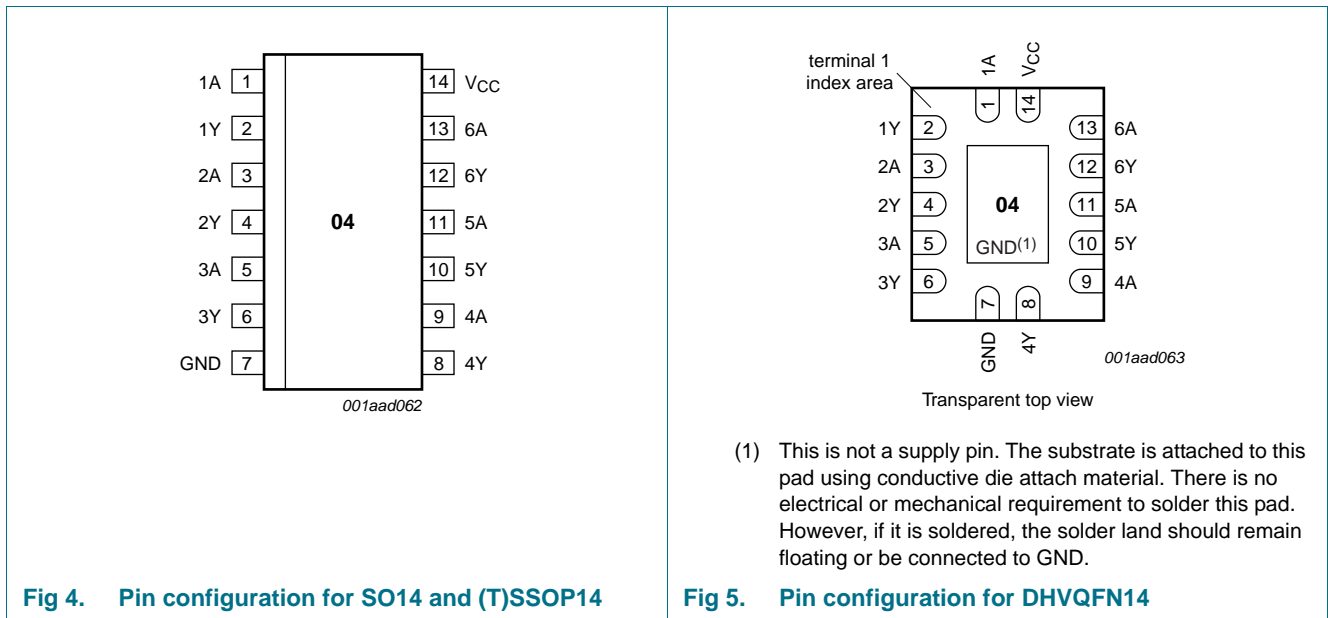 1A 1
1Y 2
2A 3
2Y 4
3A 5
3Y 6
GND 7
04
14 VCC
13 6A
12 6Y
11 5A
10 5Y
9 4A
8 4Y
001aad062
Fig 4. Pin configuration for SO14 and (T)SSOP14
terminal 1
index area
1A
VCC
1
14
1Y 2
2A 3
2Y 4
3A 5
3Y 6
04
GND(1)
13 6A
12 6Y
11 5A
10 5Y
9 4A
7
8
GND
4Y
001aad063
Transparent top view
(1) This is not a supply pin. The substrate is attached to this
pad using conductive die attach material. There is no
electrical or mechanical requirement to solder this pad.
However, if it is soldered, the solder land should remain
floating or be connected to GND.
Fig 5. Pin configuration for DHVQFN14